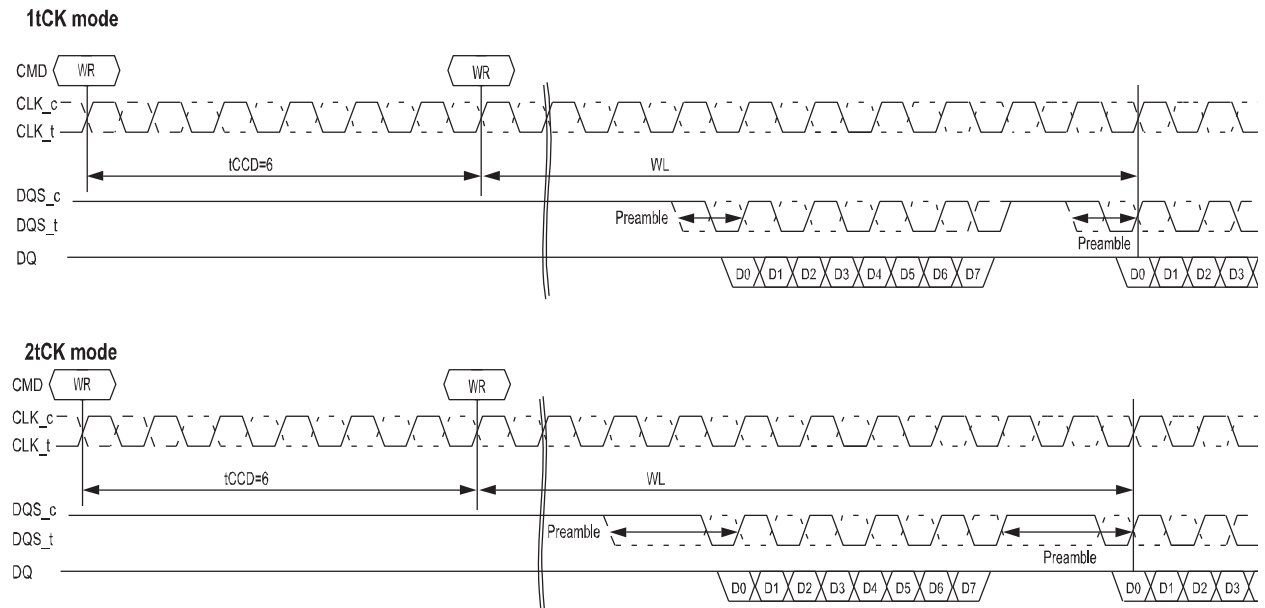 1tCK mode
CMD WR WR
CLK_c
CLK_t
tCCD=6 WL
DQS_c
Preamble
DQS_t
Preamble
DQ
D0 D1 D2 D3 D4 D5 D6 D7 D0 D1 D2 D3
2tCK mode
CMD WR WR
CLK_c
CLK_t
tCCD=6 WL
DQS_c
Preamble
DQS_t
Preamble
DQ
D0 D1 D2 D3 D4 D5 D6 D7 D0 D1 D2 D3